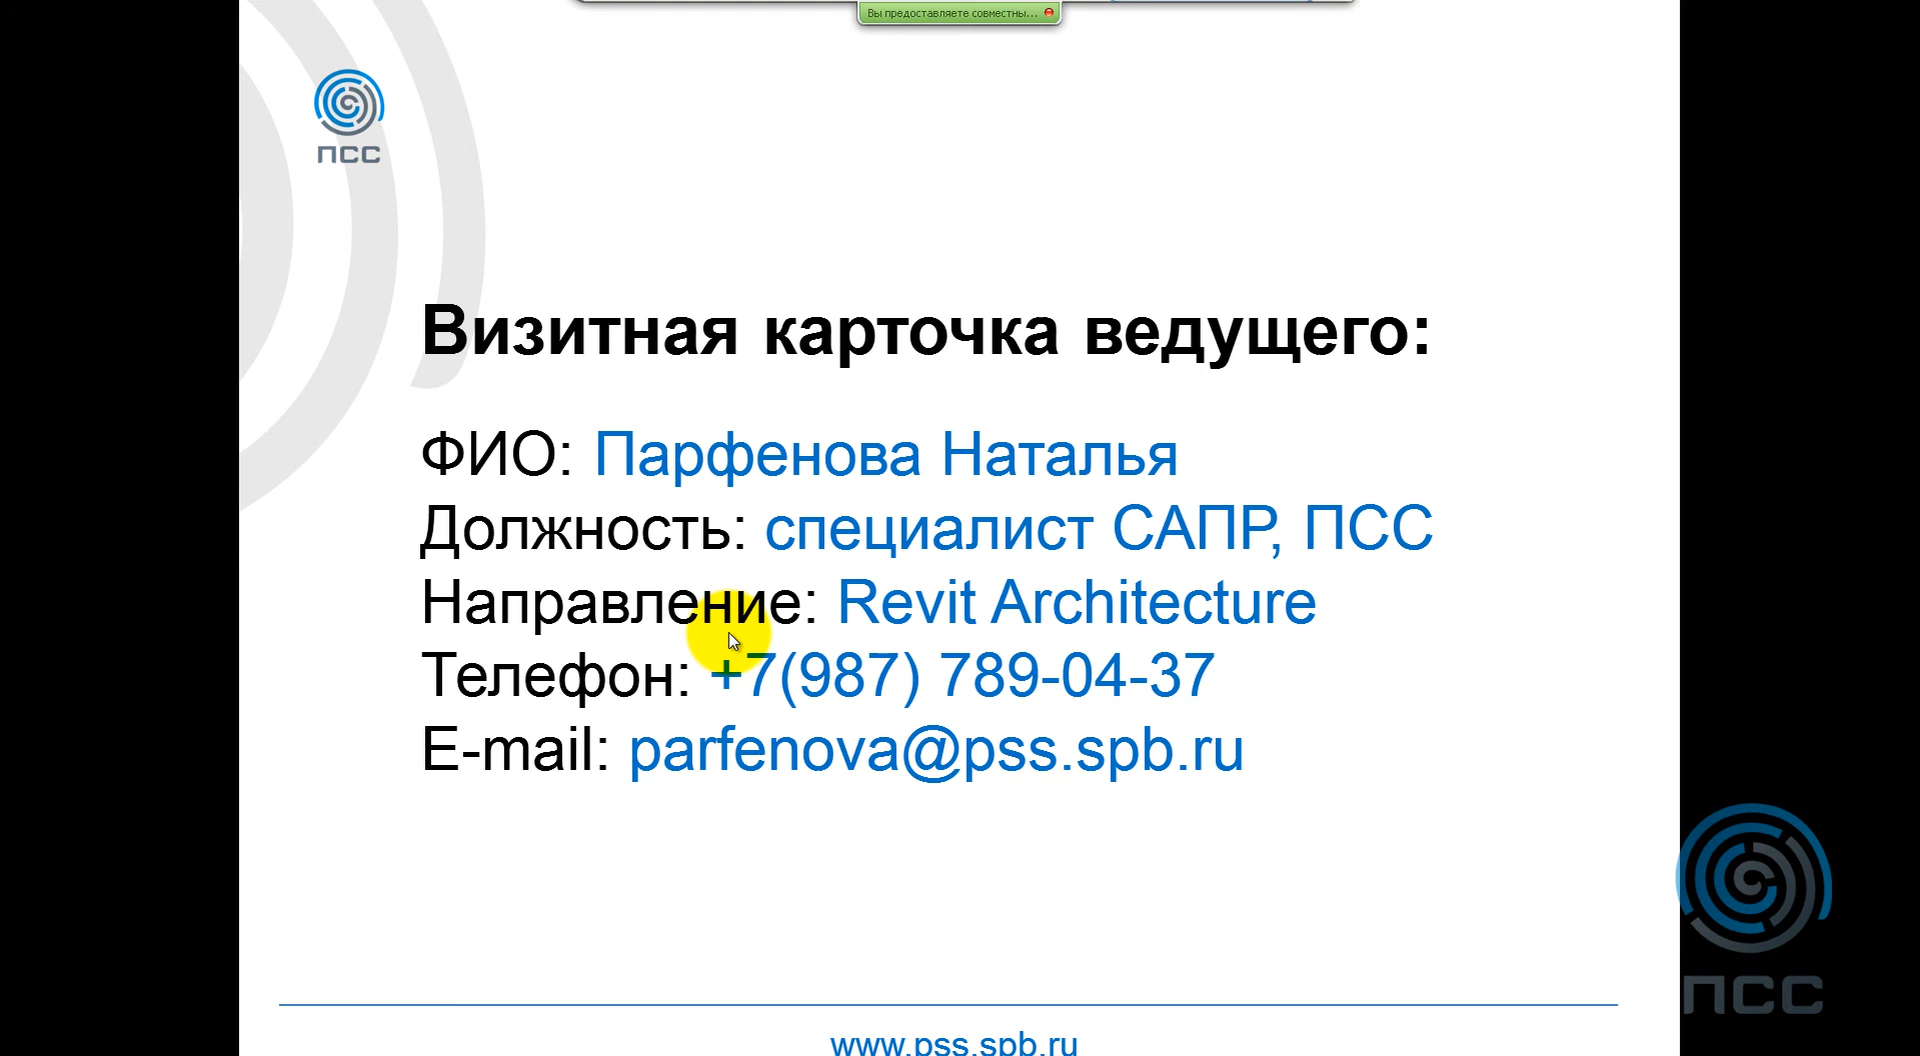 Вы предоставляете совместны...
ПСС
Визитная карточка ведущего:
ФИО: Парфенова Наталья
Должность: специалист САПР, ПСС
Направление: Revit Architecture
Телефон: +7(987) 789-04-37
E-mail: parfenova@pss.spb.ru
ПСС
www.pss.spb.ru